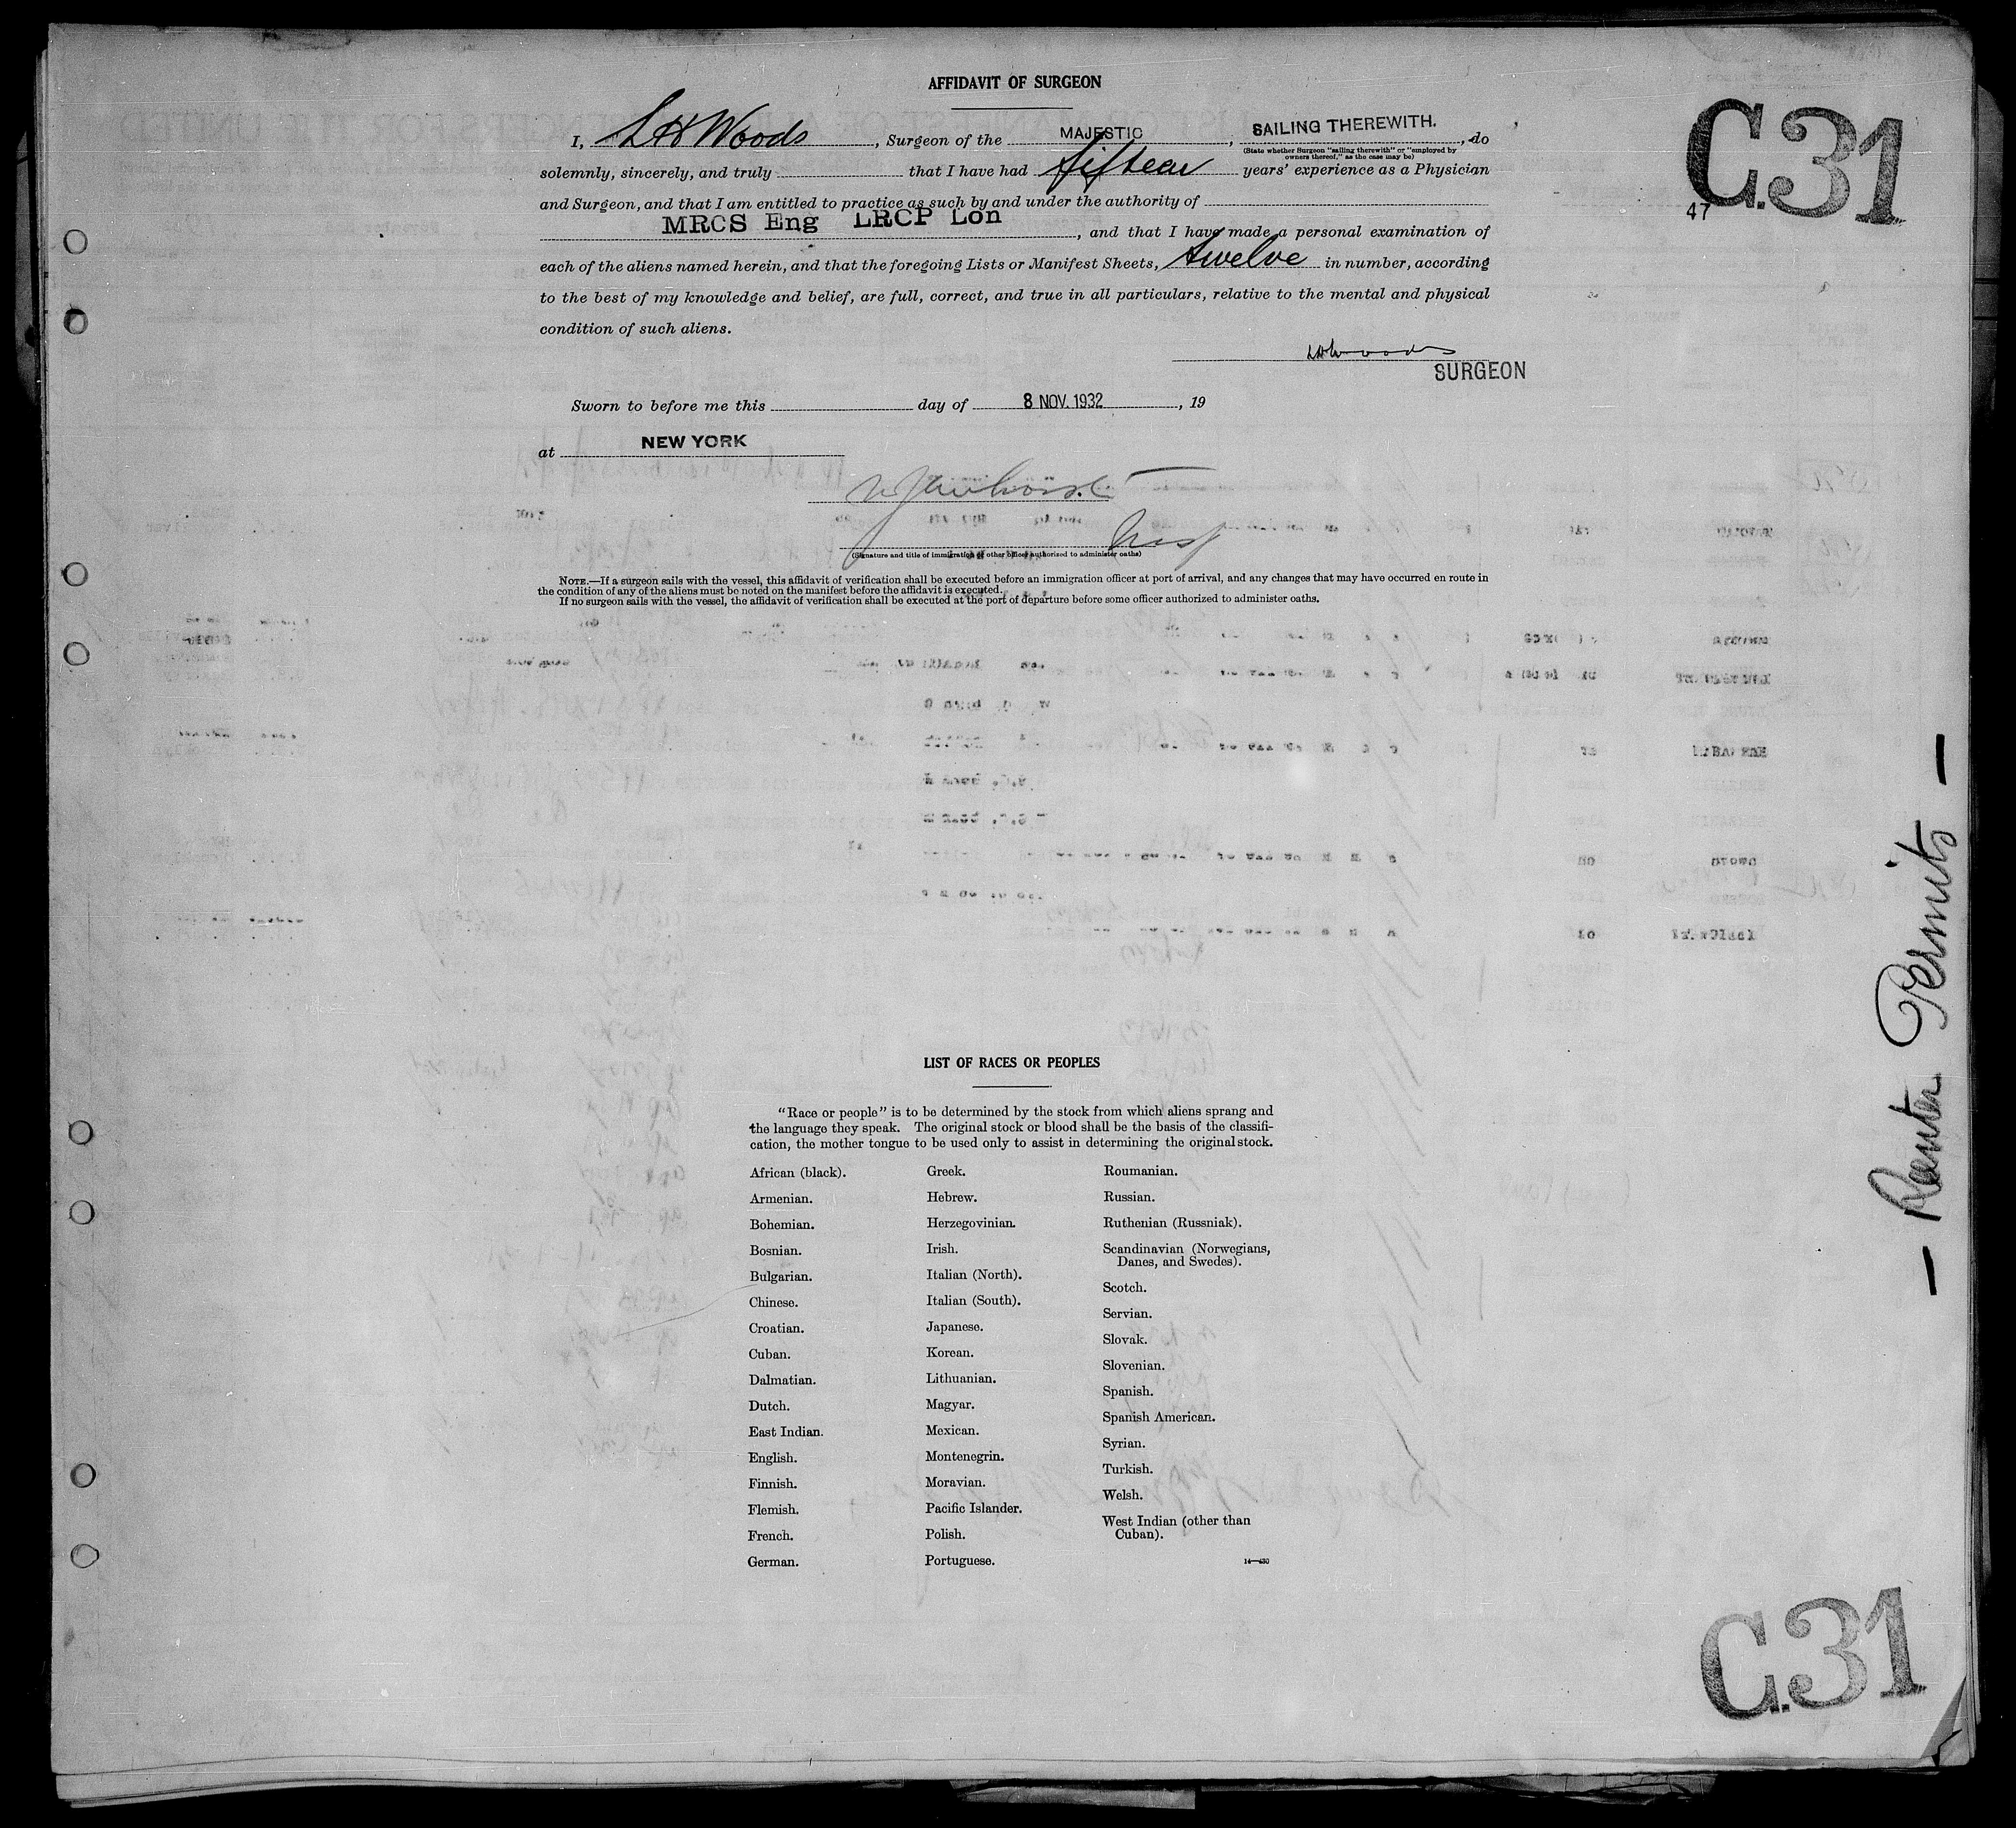 AFFIDAVIT OF SURGEON
C.31
I, L H Woods, Surgeon of the MAJESTIC, SAILING THEREWITH., do
(State whether Surgeon "sailing therewith" or "employed by
owners thereof," as the case may be)
solemnly, sincerely, and truly that I have had fifteen years' experience as a Physician
and Surgeon, and that I am entitled to practice as such by and under the authority of
47
MRCS Eng LRCP Lon, and that I have made a personal examination of
each of the aliens named herein, and that the foregoing Lists or Manifest Sheets, twelve in number, according
to the best of my knowledge and belief, are full, correct, and true in all particulars, relative to the mental and physical
condition of such aliens.
LHWoods
SURGEON
Sworn to before me this day of 8 NOV. 1932, 19
at NEW YORK
Insp
(Signature and title of immigration or other officer authorized to administer oaths)
NOTE.—If a surgeon sails with the vessel, this affidavit of verification shall be executed before an immigration officer at port of arrival, and any changes that may have occurred en route in
the condition of any of the aliens must be noted on the manifest before the affidavit is executed.
If no surgeon sails with the vessel, the affidavit of verification shall be executed at the port of departure before some officer authorized to administer oaths.
— Reenter Permits —
LIST OF RACES OR PEOPLES
"Race or people" is to be determined by the stock from which aliens sprang and
the language they speak. The original stock or blood shall be the basis of the classifi-
cation, the mother tongue to be used only to assist in determining the original stock.
African (black).
Armenian.
Bohemian.
Bosnian.
Bulgarian.
Chinese.
Croatian.
Cuban.
Dalmatian.
Dutch.
East Indian.
English.
Finnish.
Flemish.
French.
German.
Greek.
Hebrew.
Herzegovinian.
Irish.
Italian (North).
Italian (South).
Japanese.
Korean.
Lithuanian.
Magyar.
Mexican.
Montenegrin.
Moravian.
Pacific Islander.
Polish.
Portuguese.
Roumanian.
Russian.
Ruthenian (Russniak).
Scandinavian (Norwegians,
Danes, and Swedes).
Scotch.
Servian.
Slovak.
Slovenian.
Spanish.
Spanish American.
Syrian.
Turkish.
Welsh.
West Indian (other than
Cuban).
C.31